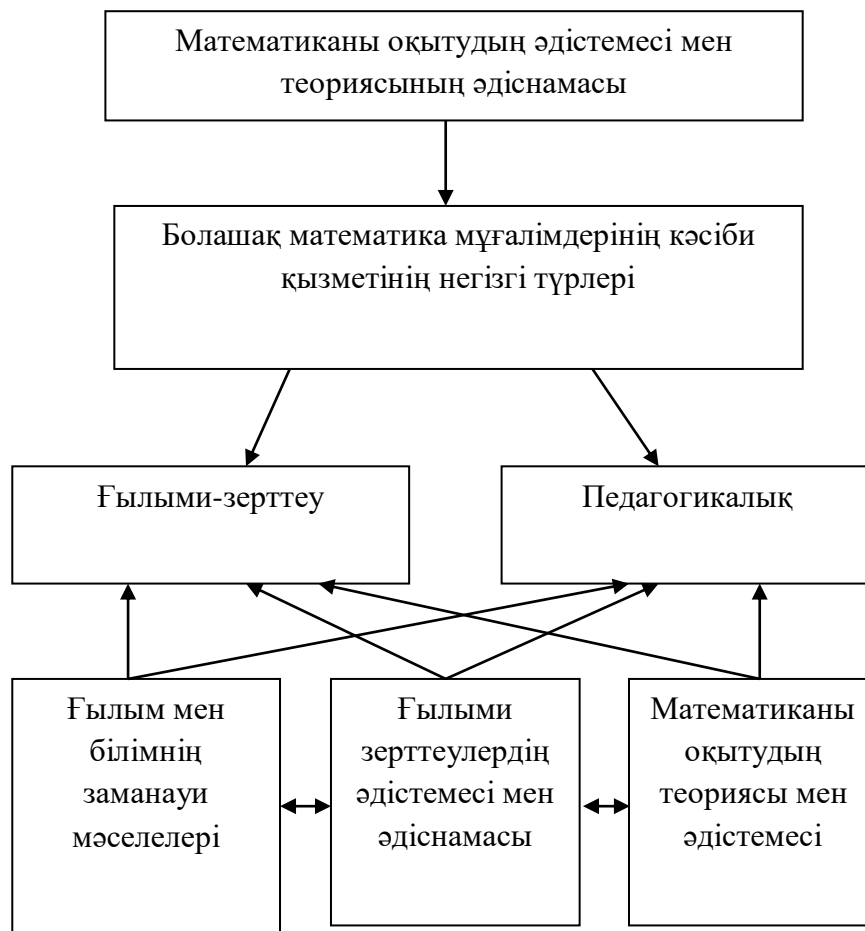 Математиканы оқытудың әдістемесі мен
теориясының әдіснамасы
Болашақ математика мұғалімдерінің кәсіби
қызметінің негізгі түрлері
Ғылыми-зерттеу
Педагогикалық
Ғылым мен
білімнің
заманауи
мәселелері
Ғылыми
зерттеулердің
әдістемесі мен
әдіснамасы
Математиканы
оқытудың
теориясы мен
әдістемесі